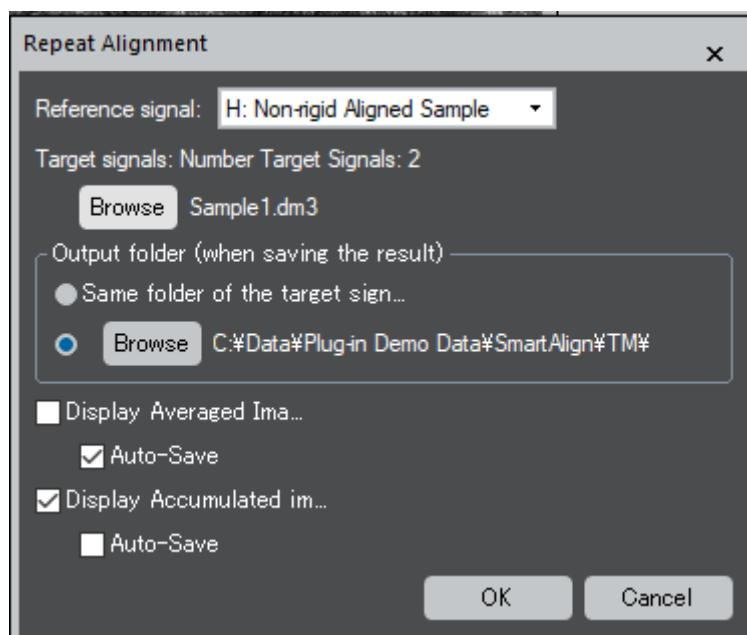 Repeat Alignment
Reference signal: H: Non-rigid Aligned Sample
Target signals: Number Target Signals: 2
Browse Sample1.dm3
Output folder (when saving the result)
Same folder of the target sign...
Browse C:¥Data¥Plug-in Demo Data¥SmartAlign¥TM¥
Display Averaged Ima...
Auto-Save
Display Accumulated im...
Auto-Save
OK Cancel